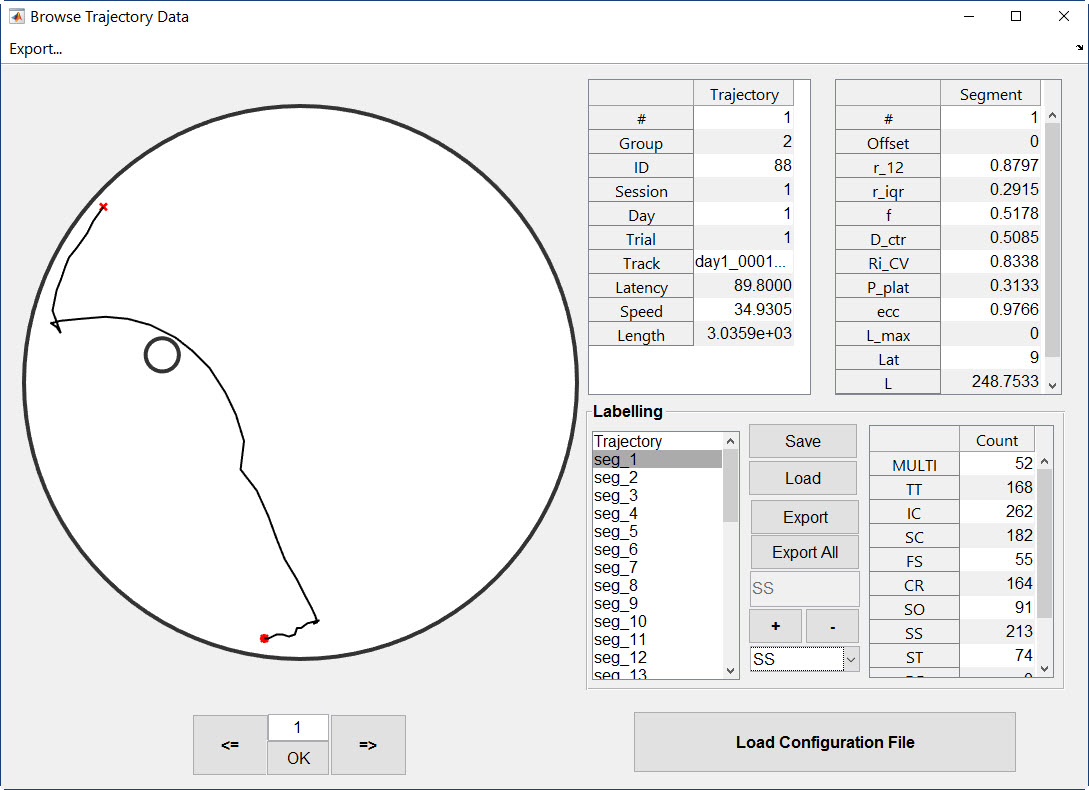 Browse Trajectory Data
Export...
Trajectory
# 1
Group 2
ID 88
Session 1
Day 1
Trial 1
Track day1_0001...
Latency 89.8000
Speed 34.9305
Length 3.0359e+03
Segment
# 1
Offset 0
r_12 0.8797
r_iqr 0.2915
f 0.5178
D_ctr 0.5085
Ri_CV 0.8338
P_plat 0.3133
ecc 0.9766
L_max 0
Lat 9
L 248.7533
Labelling
Trajectory
seg_1
seg_2
seg_3
seg_4
seg_5
seg_6
seg_7
seg_8
seg_9
seg_10
seg_11
seg_12
seg_13
Save
Load
Export
Export All
SS
+ -
SS
Count
MULTI 52
TT 168
IC 262
SC 182
FS 55
CR 164
SO 91
SS 213
ST 74
<= 1 =>
OK
Load Configuration File